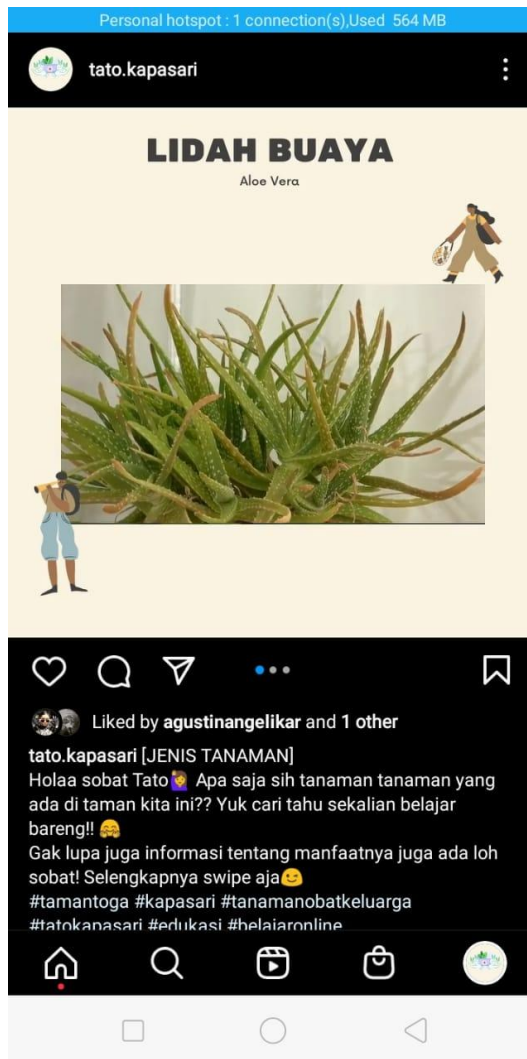 Personal hotspot : 1 connection(s),Used 564 MB
tato.kapasari
LIDAH BUAYA
Aloe Vera
Liked by agustinangelikar and 1 other
tato.kapasari [JENIS TANAMAN]
Holaa sobat Tato🙋‍♀️ Apa saja sih tanaman tanaman yang
ada di taman kita ini?? Yuk cari tahu sekalian belajar
bareng!! 🤗
Gak lupa juga informasi tentang manfaatnya juga ada loh
sobat! Selengkapnya swipe aja😉
#tamantoga #kapasari #tanamanobatkeluarga
#tatokapasari #edukasi #belajaronline